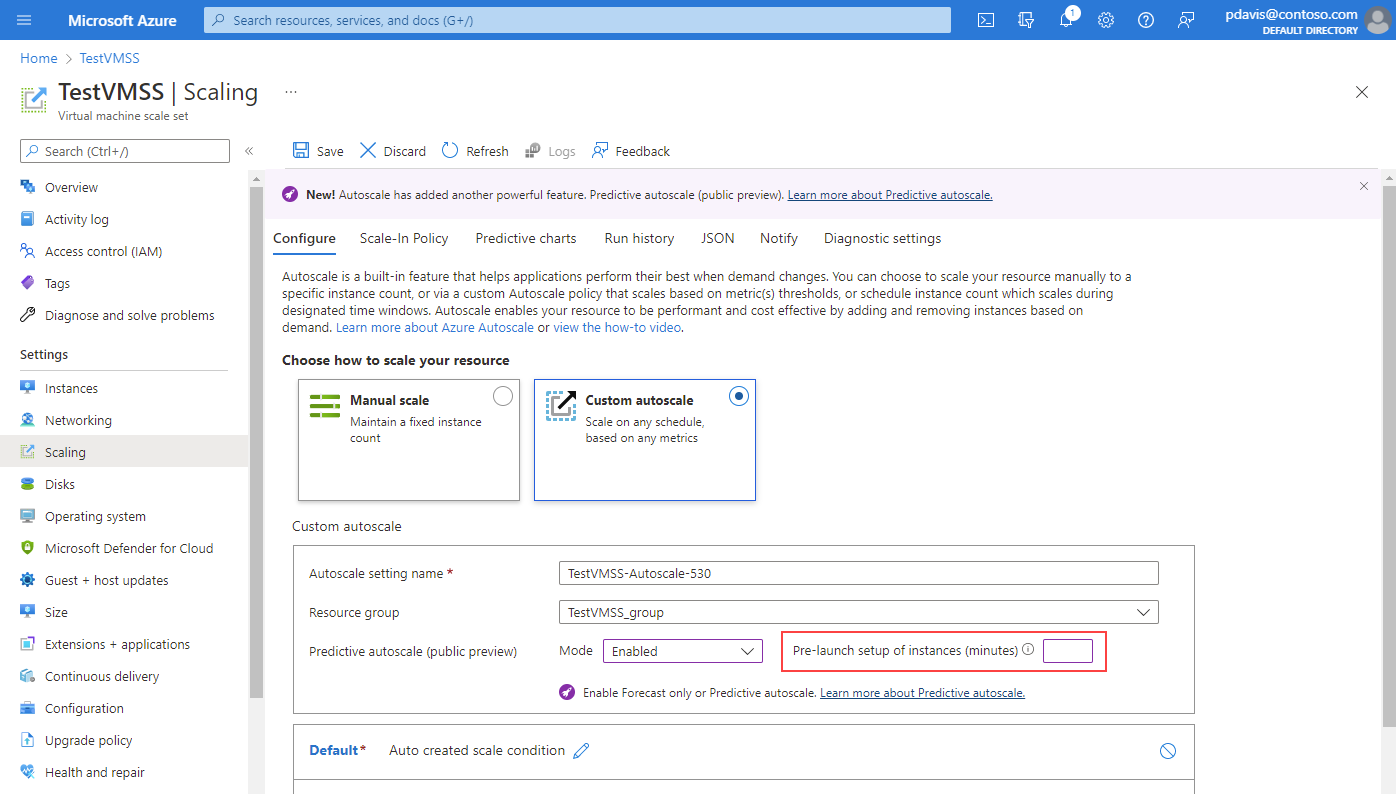 Microsoft Azure
Search resources, services, and docs (G+/)
1
pdavis@contoso.com
DEFAULT DIRECTORY
Home > TestVMSS
TestVMSS | Scaling ...
Virtual machine scale set
Search (Ctrl+/)
«
Save
Discard
Refresh
Logs
Feedback
Overview
Activity log
Access control (IAM)
Tags
Diagnose and solve problems
Settings
Instances
Networking
Scaling
Disks
Operating system
Microsoft Defender for Cloud
Guest + host updates
Size
Extensions + applications
Continuous delivery
Configuration
Upgrade policy
Health and repair
New! Autoscale has added another powerful feature. Predictive autoscale (public preview). Learn more about Predictive autoscale.
Configure
Scale-In Policy
Predictive charts
Run history
JSON
Notify
Diagnostic settings
Autoscale is a built-in feature that helps applications perform their best when demand changes. You can choose to scale your resource manually to a
specific instance count, or via a custom Autoscale policy that scales based on metric(s) thresholds, or schedule instance count which scales during
designated time windows. Autoscale enables your resource to be performant and cost effective by adding and removing instances based on
demand. Learn more about Azure Autoscale or view the how-to video.
Choose how to scale your resource
Manual scale
Maintain a fixed instance
count
Custom autoscale
Scale on any schedule,
based on any metrics
Custom autoscale
Autoscale setting name *
TestVMSS-Autoscale-530
Resource group
TestVMSS_group
Predictive autoscale (public preview)
Mode
Enabled
Pre-launch setup of instances (minutes)
Enable Forecast only or Predictive autoscale. Learn more about Predictive autoscale.
Default*
Auto created scale condition